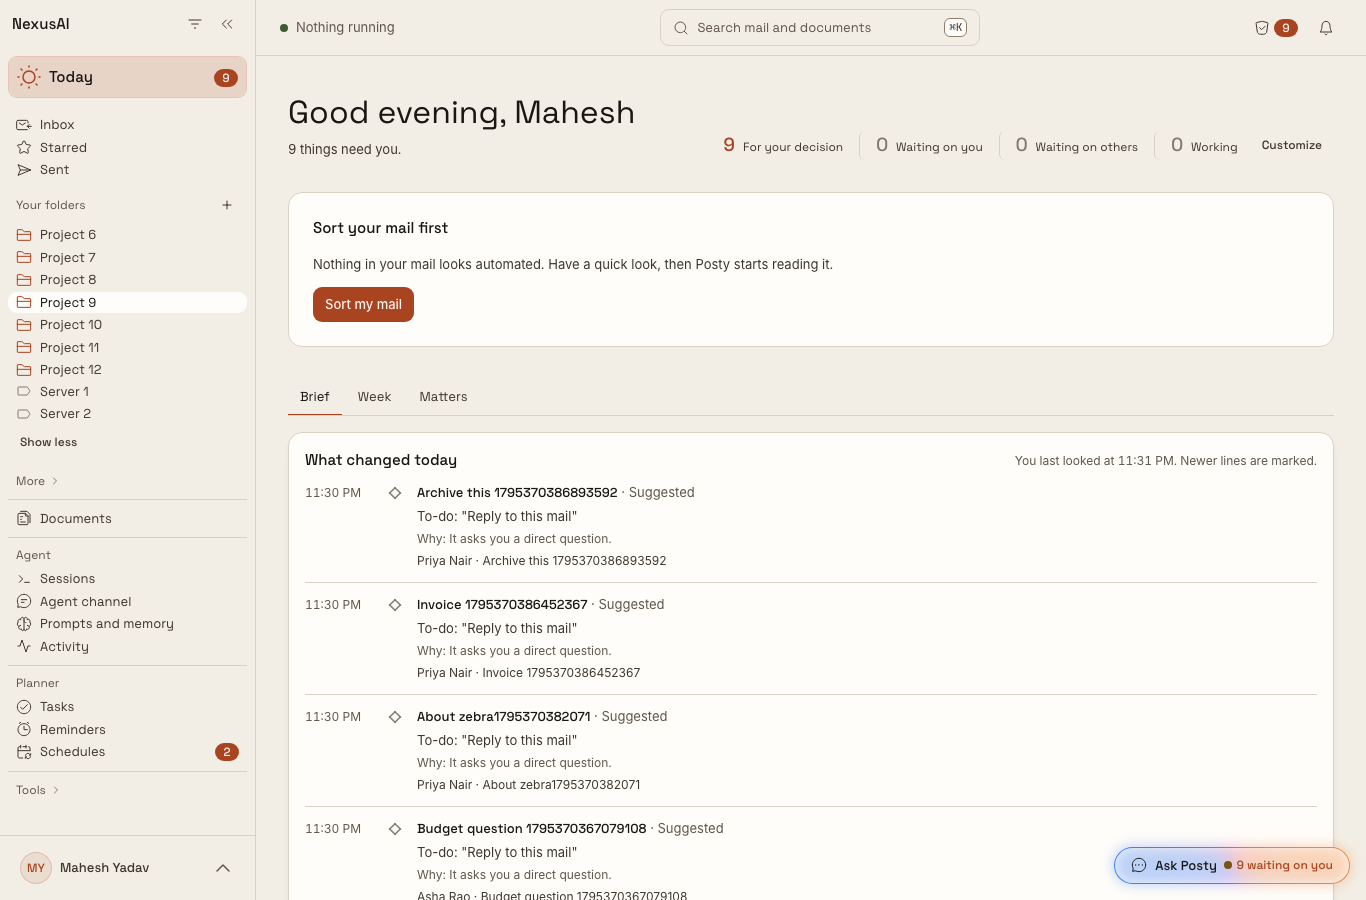 NexusAI
Today 9
Inbox
Starred
Sent
Your folders
Project 6
Project 7
Project 8
Project 9
Project 10
Project 11
Project 12
Server 1
Server 2
Show less
More
Documents
Agent
Sessions
Agent channel
Prompts and memory
Activity
Planner
Tasks
Reminders
Schedules 2
Tools
MY Mahesh Yadav
Nothing running
Search mail and documents ⌘K
9
Good evening, Mahesh
9 things need you.
9 For your decision 0 Waiting on you 0 Waiting on others 0 Working Customize
Sort your mail first
Nothing in your mail looks automated. Have a quick look, then Posty starts reading it.
Sort my mail
Brief Week Matters
What changed today You last looked at 11:31 PM. Newer lines are marked.
11:30 PM Archive this 1795370386893592 · Suggested
To-do: "Reply to this mail"
Why: It asks you a direct question.
Priya Nair · Archive this 1795370386893592
11:30 PM Invoice 1795370386452367 · Suggested
To-do: "Reply to this mail"
Why: It asks you a direct question.
Priya Nair · Invoice 1795370386452367
11:30 PM About zebra1795370382071 · Suggested
To-do: "Reply to this mail"
Why: It asks you a direct question.
Priya Nair · About zebra1795370382071
11:30 PM Budget question 1795370367079108 · Suggested
To-do: "Reply to this mail"
Why: It asks you a direct question.
Asha Rao · Budget question 1795370367079108
Ask Posty 9 waiting on you